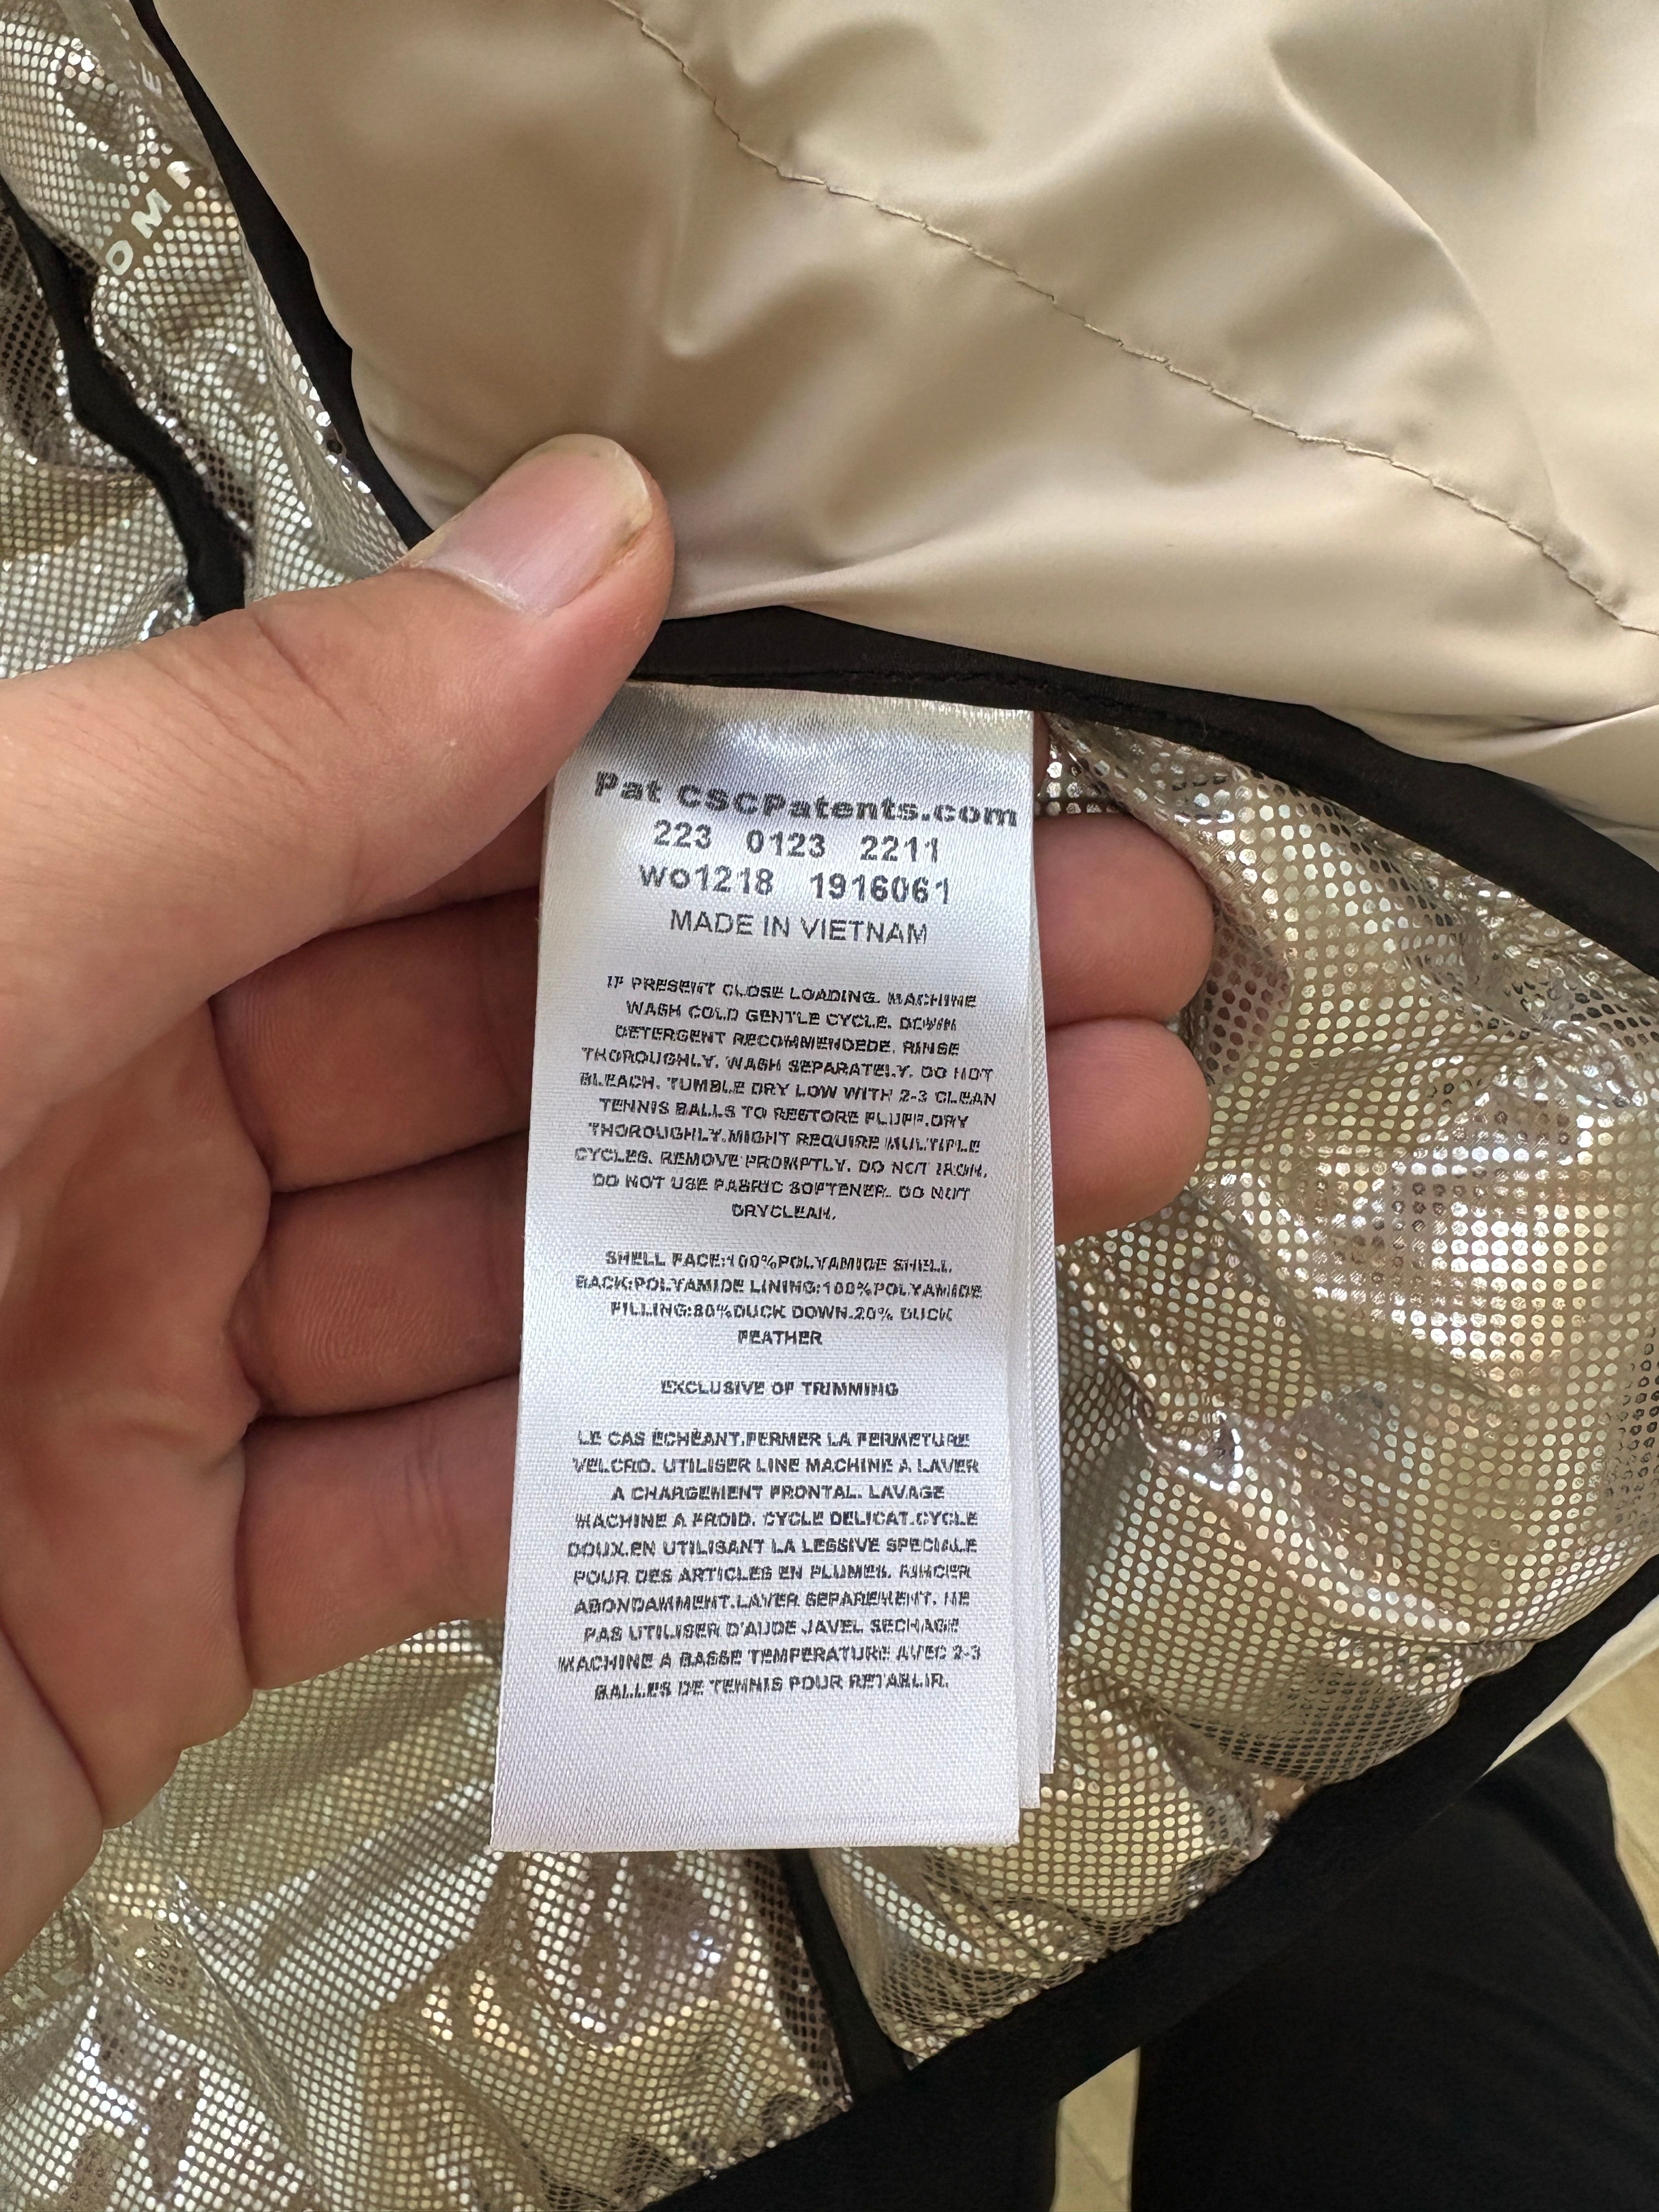 OMN
Pat CSCPatents.com
223 0123 2211
wo1218 1916061
MADE IN VIETNAM
IF PRESENT CLOSE LOADING. MACHINE
WASH COLD GENTLE CYCLE. DOWN
DETERGENT RECOMMENDEDE. RINSE
THOROUGHLY. WASH SEPARATELY. DO NOT
BLEACH. TUMBLE DRY LOW WITH 2-3 CLEAN
TENNIS BALLS TO RESTORE FLUFF.DRY
THOROUGHLY.MIGHT REQUIRE MULTIPLE
CYCLES. REMOVE PROMPTLY. DO NOT IRON.
DO NOT USE FABRIC SOFTENER. DO NOT
DRYCLEAN.
SHELL FACE:100%POLYAMIDE SHELL.
BACK:POLYAMIDE LINING:100%POLYAMIDE
FILLING:80%DUCK DOWN.20% DUCK
FEATHER
EXCLUSIVE OF TRIMMING
LE CAS ÉCHÉANT.FERMER LA FERMETURE
VELCRO. UTILISER LINE MACHINE A LAVER
A CHARGEMENT FRONTAL. LAVAGE
MACHINE A FROID. CYCLE DELICAT.CYCLE
DOUX.EN UTILISANT LA LESSIVE SPECIALE
POUR DES ARTICLES EN PLUMES. RINCER
ABONDAMMENT.LAVER SEPAREMENT. NE
PAS UTILISER D'AUDE JAVEL SECHAGE
MACHINE A BASSE TEMPERATURE AVEC 2-3
BALLES DE TENNIS POUR RETABLIR.